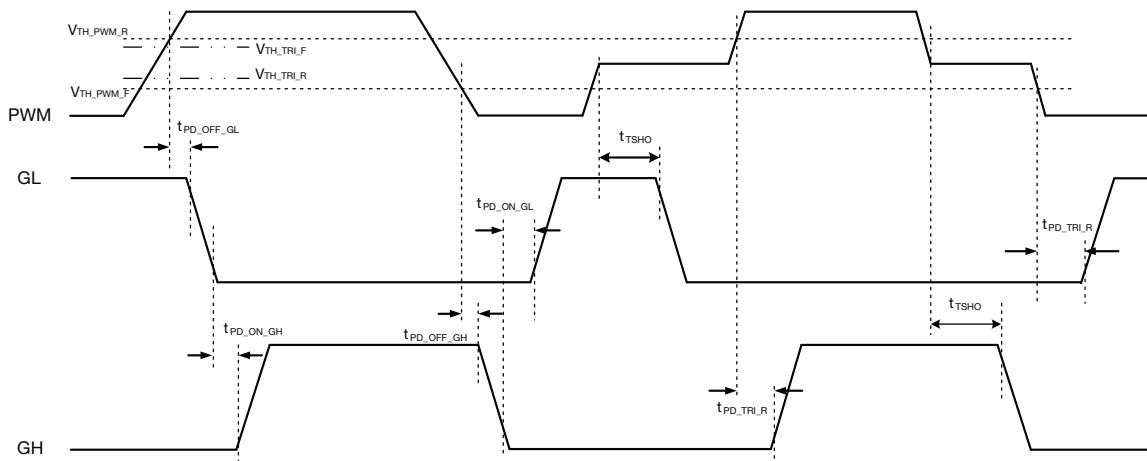 VTH_PWM_R
VTH_TRI_F
VTH_TRI_R
VTH_PWM_F
PWM
tPD_OFF_GL
tTSHO
GL
tPD_ON_GL
tPD_TRI_R
tTSHO
tPD_ON_GH
tPD_OFF_GH
tPD_TRI_R
GH